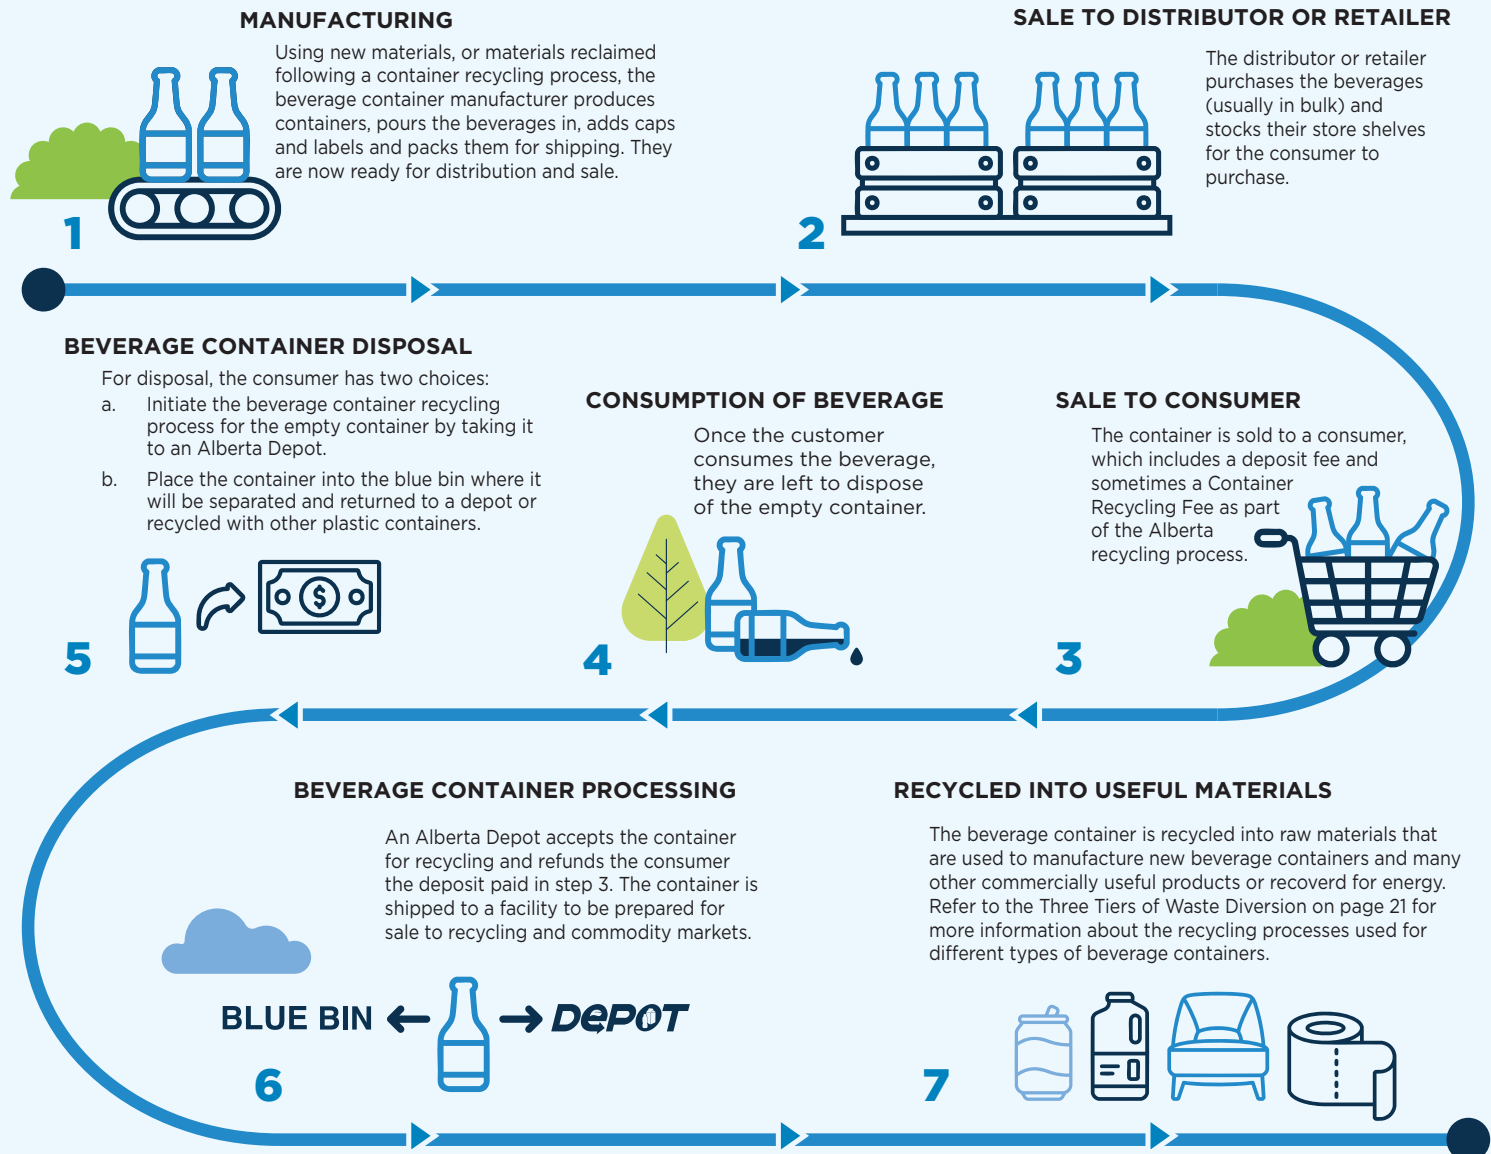 MANUFACTURING
Using new materials, or materials reclaimed
following a container recycling process, the
beverage container manufacturer produces
containers, pours the beverages in, adds caps
and labels and packs them for shipping. They
are now ready for distribution and sale.
1
SALE TO DISTRIBUTOR OR RETAILER
The distributor or retailer
purchases the beverages
(usually in bulk) and
stocks their store shelves
for the consumer to
purchase.
2
SALE TO CONSUMER
The container is sold to a consumer,
which includes a deposit fee and
sometimes a Container
Recycling Fee as part
of the Alberta
recycling process.
3
CONSUMPTION OF BEVERAGE
Once the customer
consumes the beverage,
they are left to dispose
of the empty container.
4
BEVERAGE CONTAINER DISPOSAL
For disposal, the consumer has two choices:
a. Initiate the beverage container recycling
process for the empty container by taking it
to an Alberta Depot.
b. Place the container into the blue bin where it
will be separated and returned to a depot or
recycled with other plastic containers.
$
5
BEVERAGE CONTAINER PROCESSING
An Alberta Depot accepts the container
for recycling and refunds the consumer
the deposit paid in step 3. The container is
shipped to a facility to be prepared for
sale to recycling and commodity markets.
BLUE BIN DePOT
6
RECYCLED INTO USEFUL MATERIALS
The beverage container is recycled into raw materials that
are used to manufacture new beverage containers and many
other commercially useful products or recoverd for energy.
Refer to the Three Tiers of Waste Diversion on page 21 for
more information about the recycling processes used for
different types of beverage containers.
7